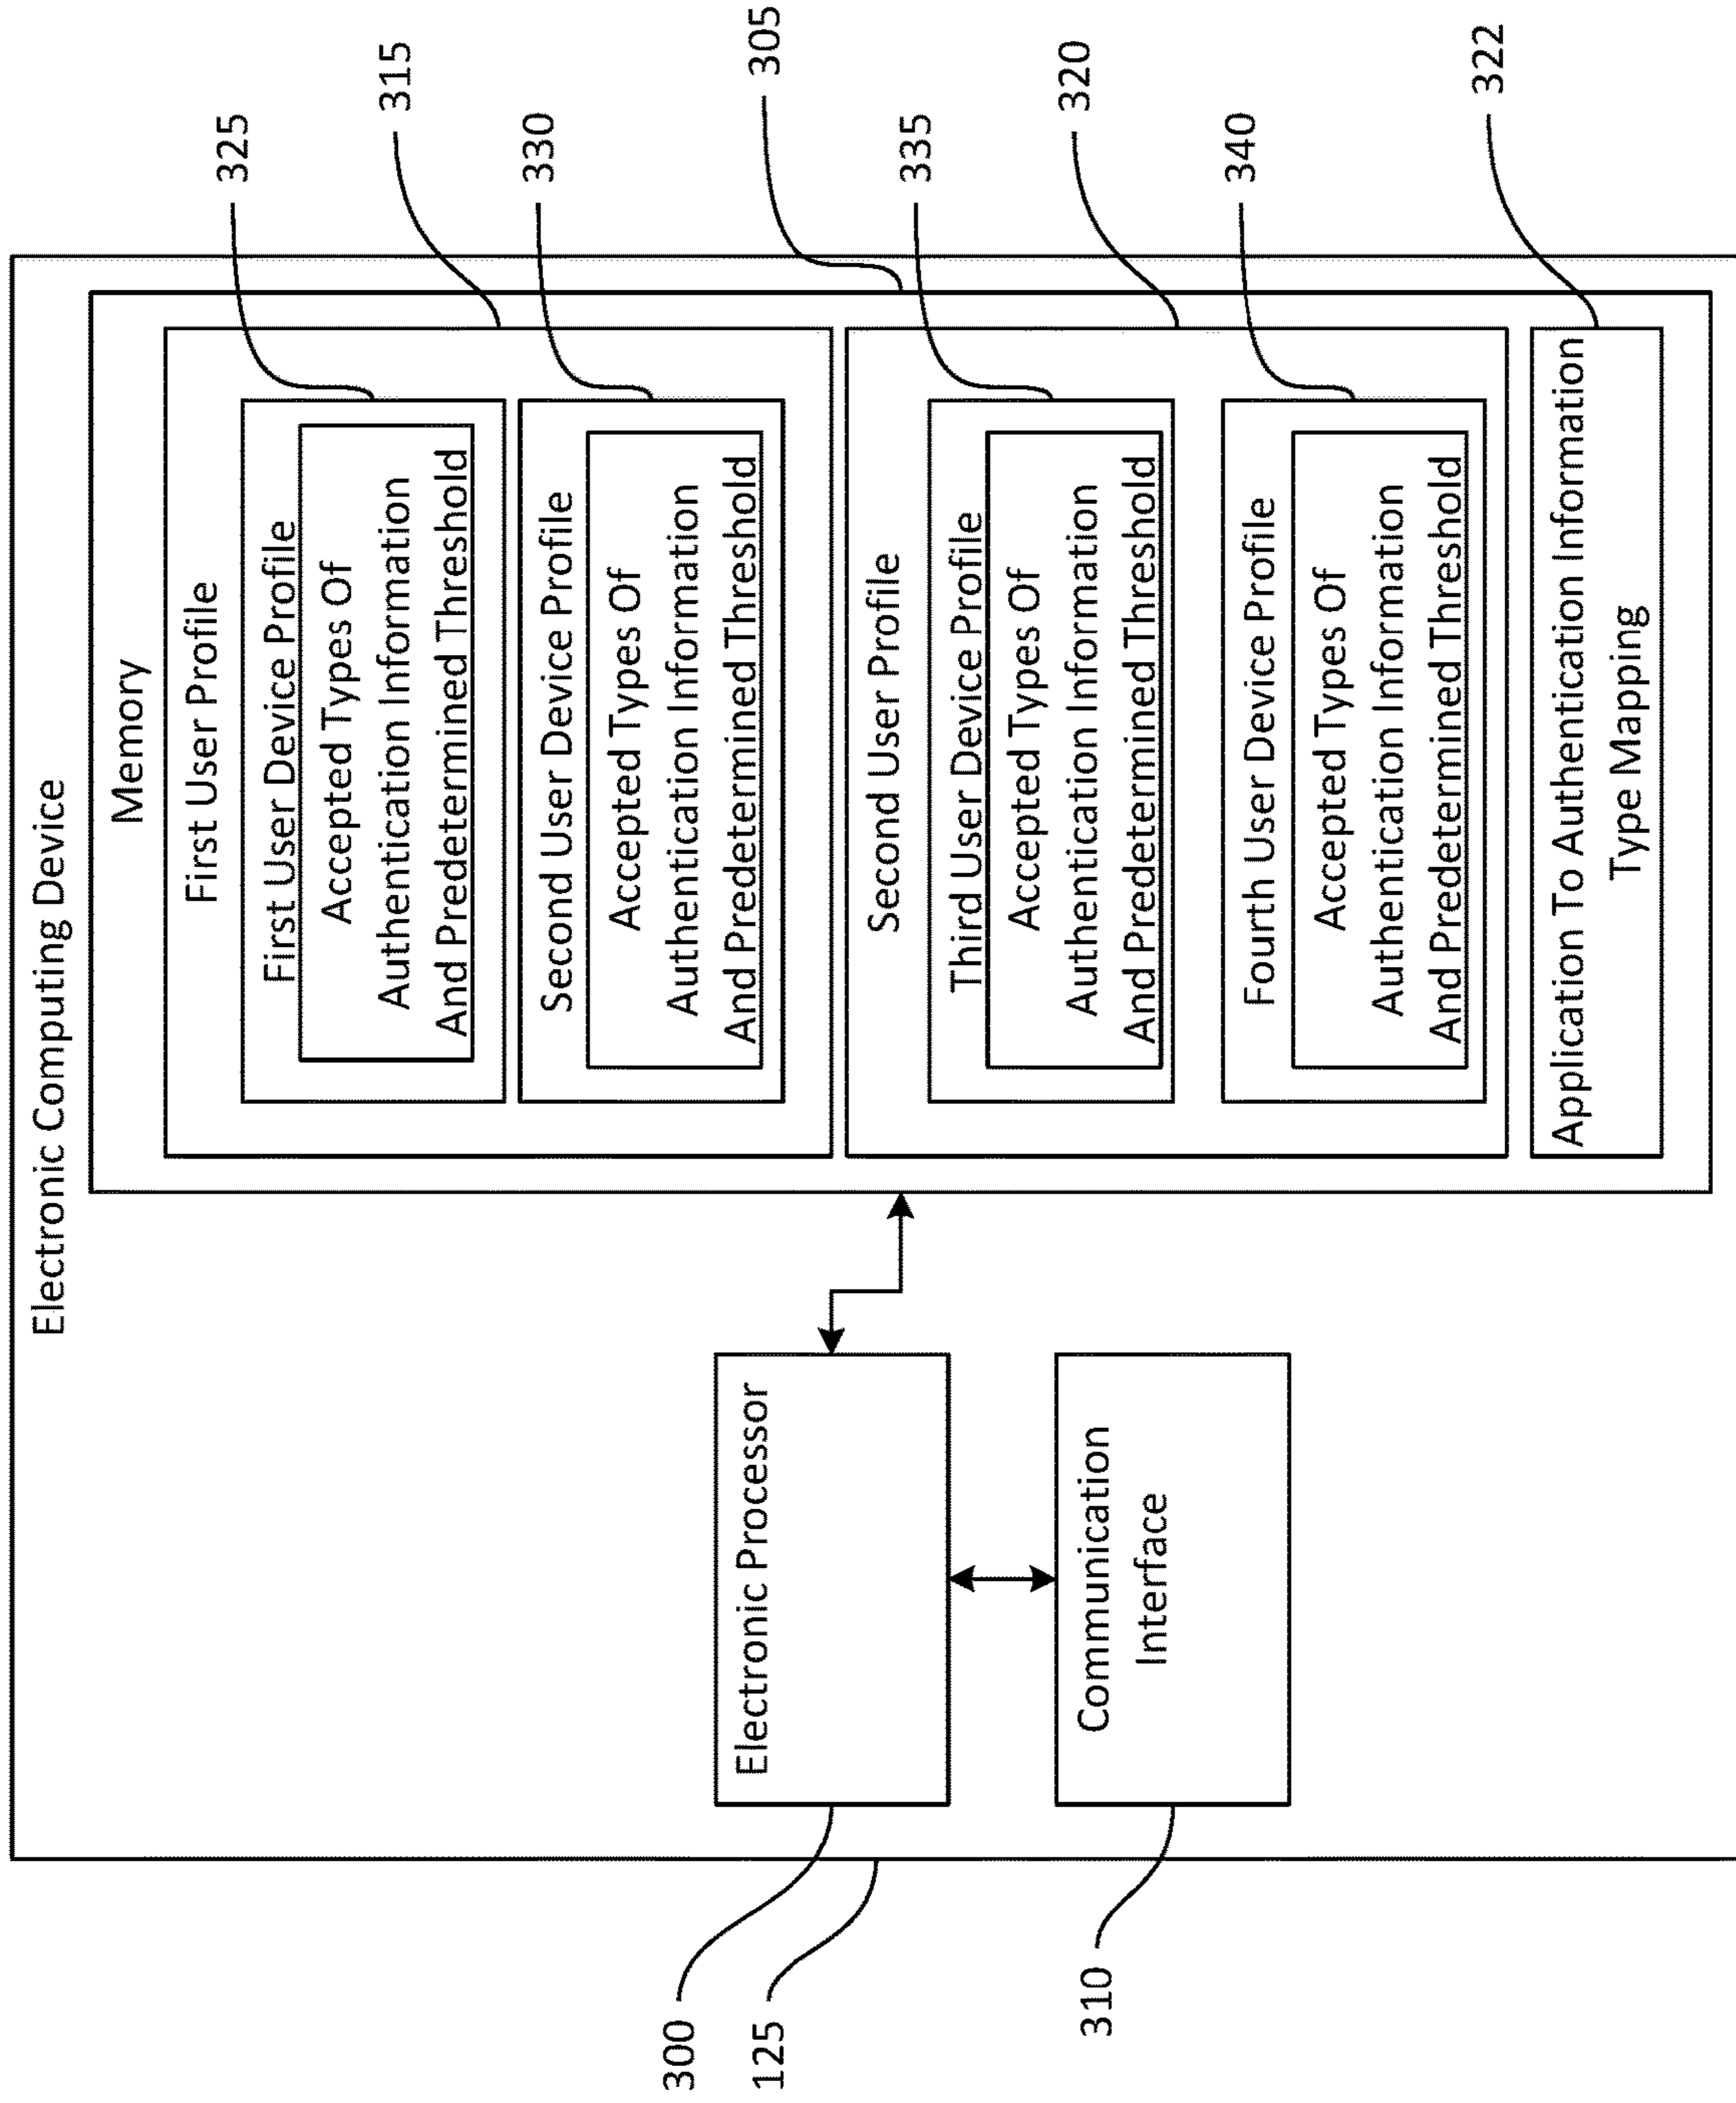 Electronic Computing Device
Memory
First User Profile
First User Device Profile
Accepted Types Of
Authentication Information
And Predetermined Threshold
Second User Device Profile
Accepted Types Of
Authentication Information
And Predetermined Threshold
Second User Profile
Third User Device Profile
Accepted Types Of
Authentication Information
And Predetermined Threshold
Fourth User Device Profile
Accepted Types Of
Authentication Information
And Predetermined Threshold
Application To Authentication Information
Type Mapping
Electronic Processor
Communication
Interface
325
315
330
305
335
320
340
322
300
125
310